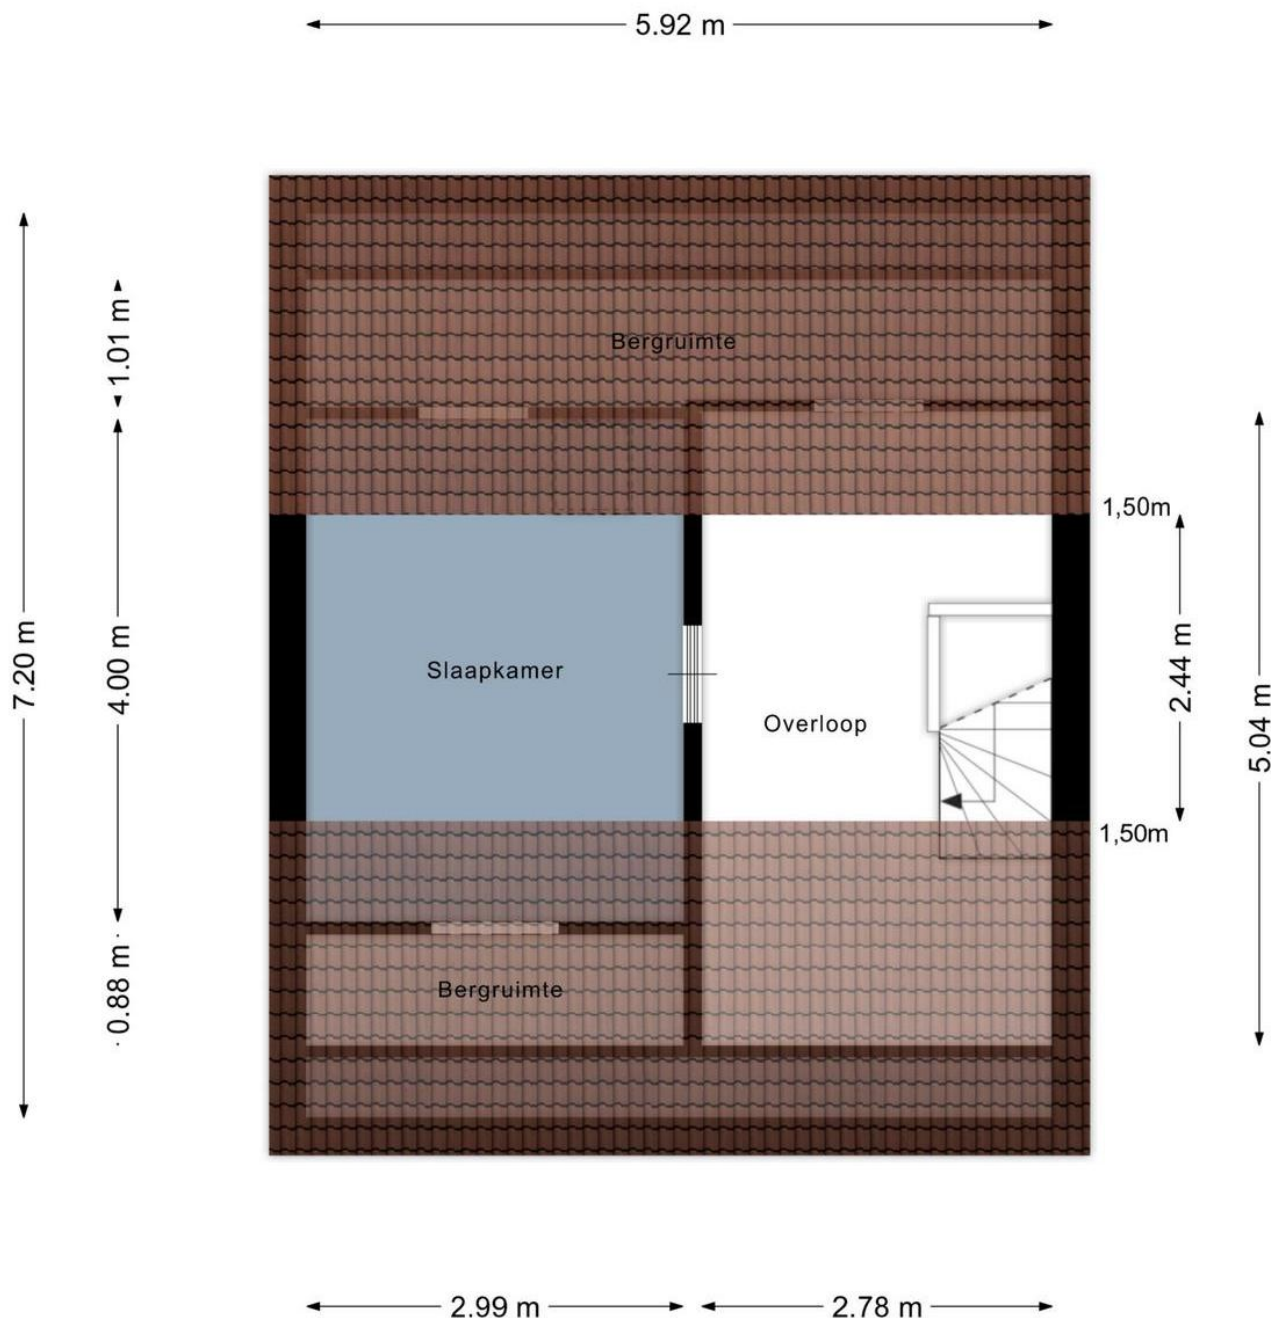 5.92 m
1.01 m
Bergruimte
1,50m
7.20 m
4.00 m
Slaapkamer
Overloop
2.44 m
5.04 m
1,50m
0.88 m
Bergruimte
2.99 m
2.78 m